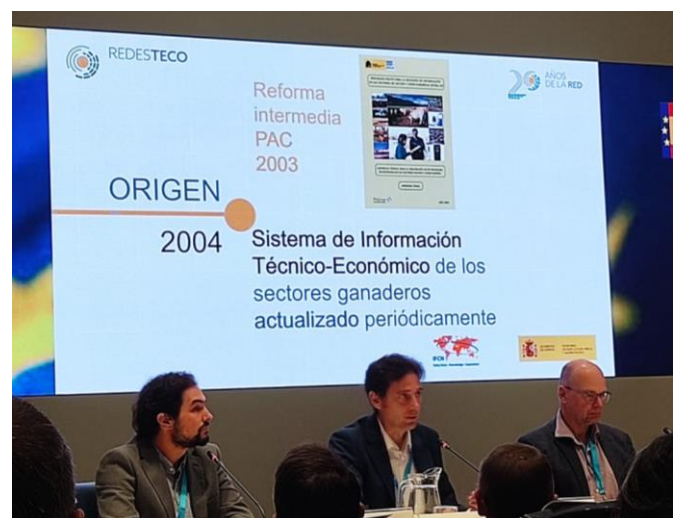 REDESTECO
Reforma
intermedia
PAC
2003
AÑOS
DE LA RED
ORIGEN
2004
Sistema de Información
Técnico-Económico de los
sectores ganaderos
actualizado periódicamente
IFCN